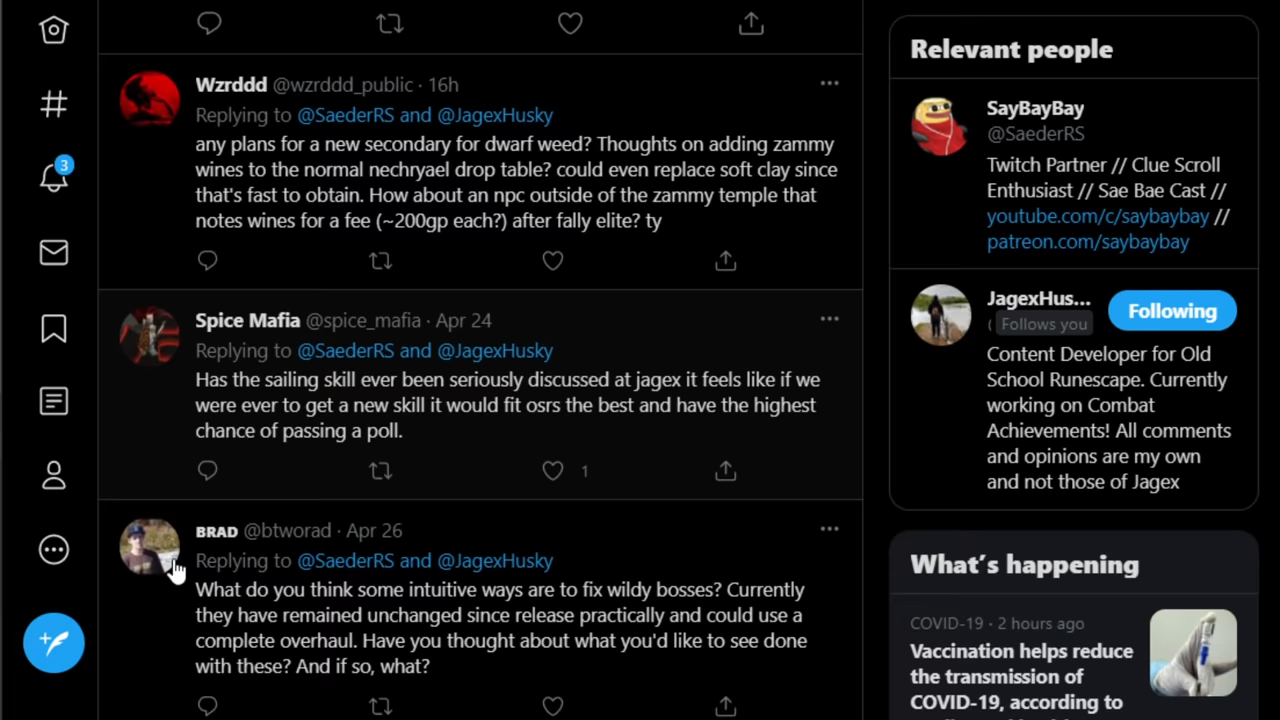 Wzrddd @wzrddd_public · 16h
Replying to @SaederRS and @JagexHusky
any plans for a new secondary for dwarf weed? Thoughts on adding zammy
wines to the normal nechryael drop table? could even replace soft clay since
that's fast to obtain. How about an npc outside of the zammy temple that
notes wines for a fee (~200gp each?) after fally elite? ty
Spice Mafia @spice_mafia · Apr 24
Replying to @SaederRS and @JagexHusky
Has the sailing skill ever been seriously discussed at jagex it feels like if we
were ever to get a new skill it would fit osrs the best and have the highest
chance of passing a poll.
1
BRAD @btworad · Apr 26
Replying to @SaederRS and @JagexHusky
What do you think some intuitive ways are to fix wildy bosses? Currently
they have remained unchanged since release practically and could use a
complete overhaul. Have you thought about what you'd like to see done
with these? And if so, what?
3
Relevant people
SayBayBay
@SaederRS
Twitch Partner // Clue Scroll
Enthusiast // Sae Bae Cast //
youtube.com/c/saybaybay //
patreon.com/saybaybay
JagexHus...
( Follows you
Following
Content Developer for Old
School Runescape. Currently
working on Combat
Achievements! All comments
and opinions are my own
and not those of Jagex
What's happening
COVID-19 · 2 hours ago
Vaccination helps reduce
the transmission of
COVID-19, according to